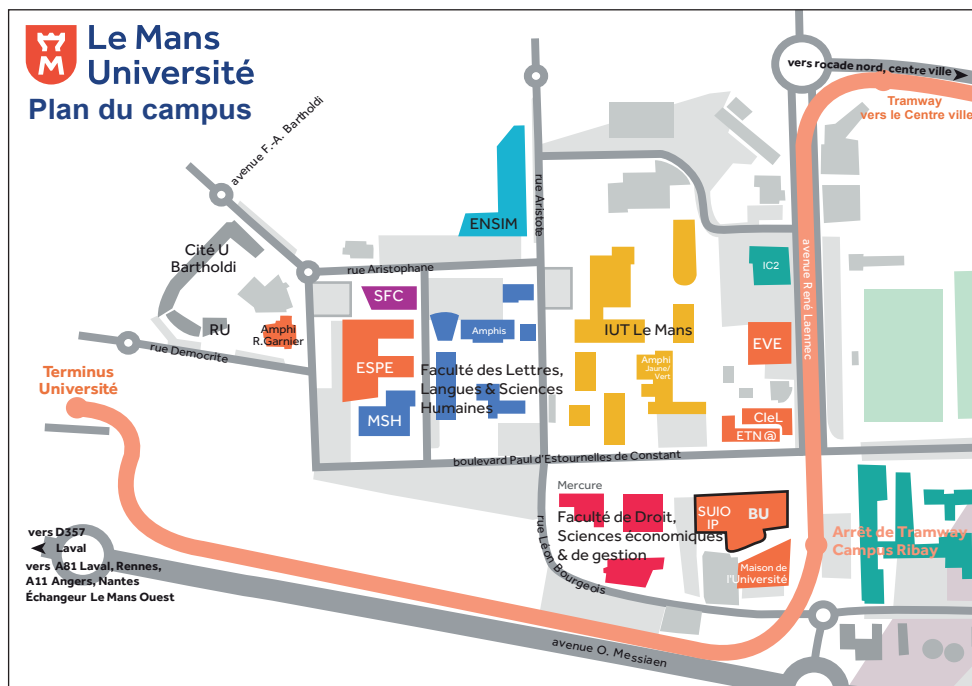 Le Mans
Université
Plan du campus
vers rocade nord, centre ville
Tramway
vers le Centre ville
avenue F.-A. Bartholdi
ENSIM
rue Aristote
Cité U
Bartholdi
rue Aristophane
IC2
avenue René Laennec
SFC
RU
Amphi
R.Garnier
Amphis
IUT Le Mans
EVE
rue Democrite
ESPE
Faculté des Lettres,
Langues & Sciences
Humaines
Amphi
Jaune/
Vert
Terminus
Université
MSH
CleL
ETN@
boulevard Paul d'Estournelles de Constant
Mercure
Faculté de Droit,
Sciences économiques
& de gestion
SUIO
IP
BU
rue Léon Bourgeois
Arrêt de Tramway
Campus Ribay
Maison de
l'Université
vers D357
Laval
vers A81 Laval, Rennes,
A11 Angers, Nantes
Échangeur Le Mans Ouest
avenue O. Messiaen